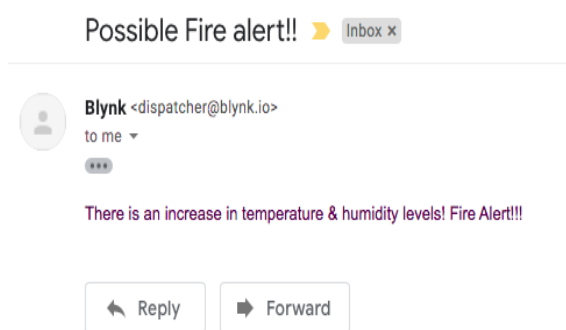 Possible Fire alert!! Inbox ×
Blynk <dispatcher@blynk.io>
to me
There is an increase in temperature & humidity levels! Fire Alert!!!
Reply Forward